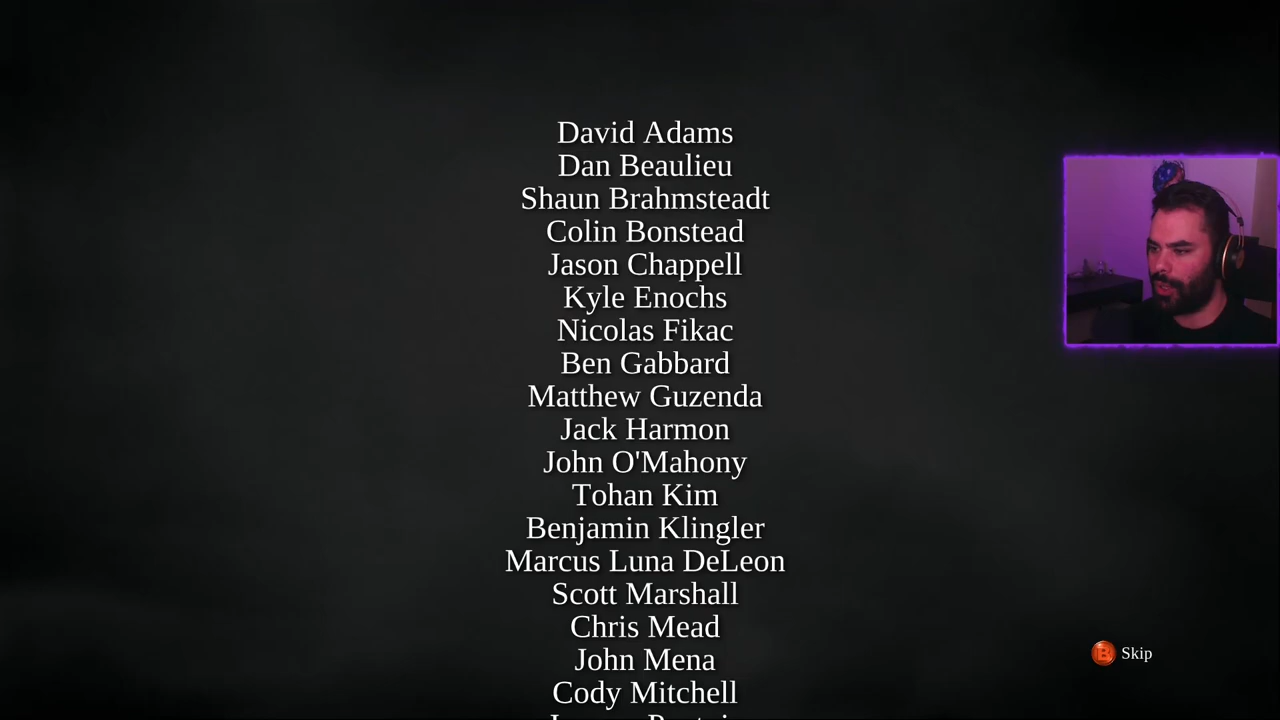 David Adams
Dan Beaulieu
Shaun Brahmsteadt
Colin Bonstead
Jason Chappell
Kyle Enochs
Nicolas Fikac
Ben Gabbard
Matthew Guzenda
Jack Harmon
John O'Mahony
Tohan Kim
Benjamin Klingler
Marcus Luna DeLeon
Scott Marshall
Chris Mead
John Mena
Cody Mitchell
B Skip